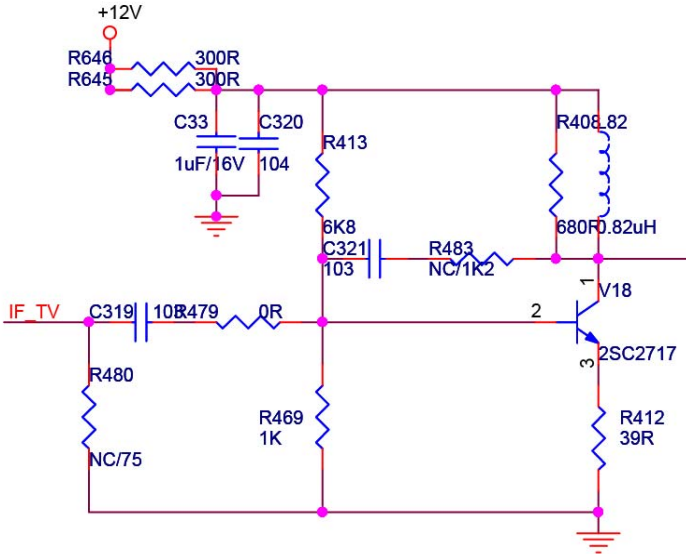 +12V
R646 300R
R645 300R
C33 C320 R408 L82
1uF/16V 104 R413
6K8 680R 0.82uH
C321 R483
103 NC/1K2
1 V18
IF_TV C319 103 R479 0R 2
3 2SC2717
R480
R469 R412
1K 39R
NC/75